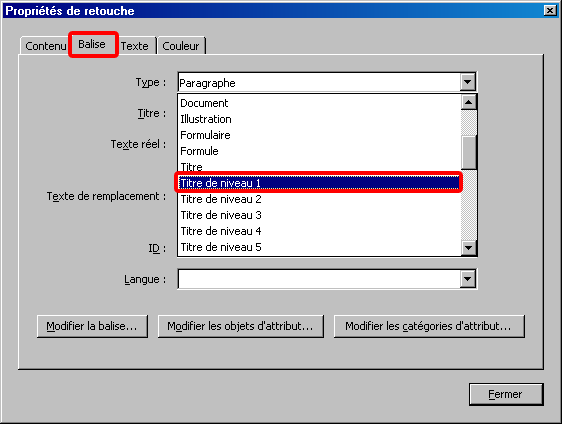 Propriétés de retouche
Contenu Balise Texte Couleur
Type : Paragraphe
Titre :
Texte réel :
Texte de remplacement :
ID :
Document
Illustration
Formulaire
Formule
Titre
Titre de niveau 1
Titre de niveau 2
Titre de niveau 3
Titre de niveau 4
Titre de niveau 5
Langue :
Modifier la balise... Modifier les objets d'attribut... Modifier les catégories d'attribut...
Fermer